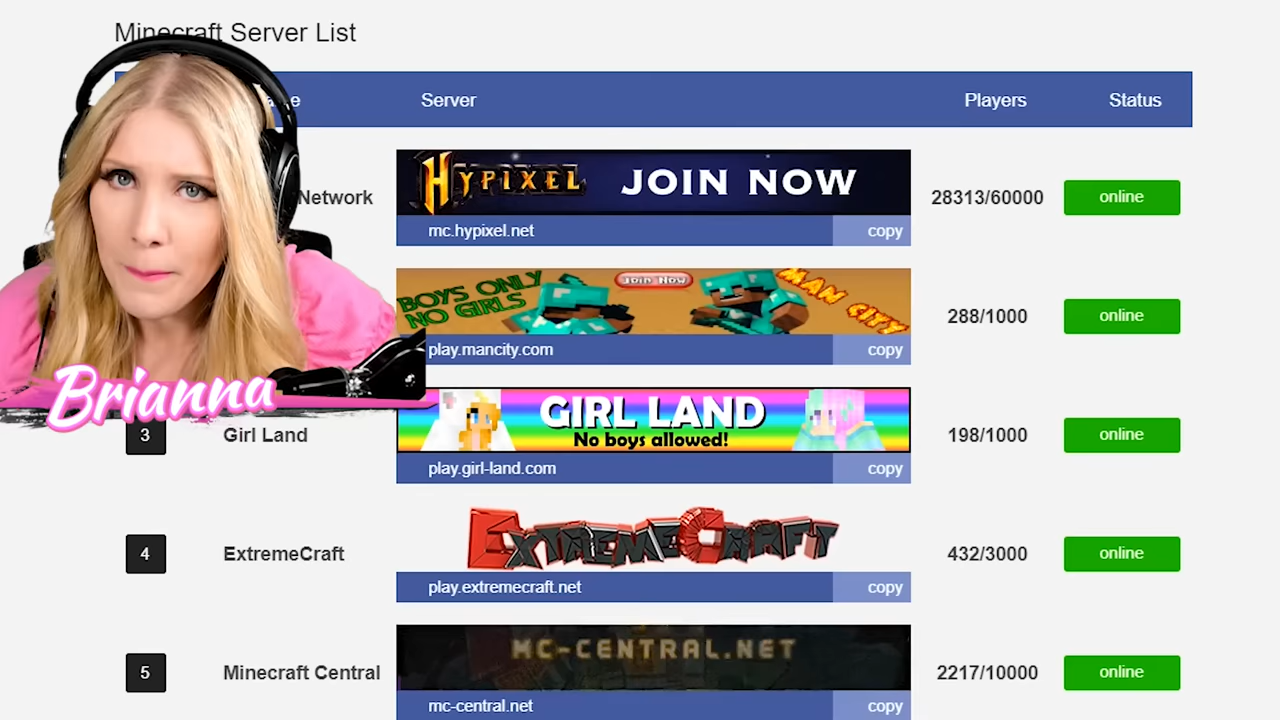 Minecraft Server List
Server
Players
Status
Network
HYPIXEL JOIN NOW
mc.hypixel.net
copy
28313/60000
online
BOYS ONLY
NO GIRLS
Join Now
MAN CITY
play.mancity.com
copy
288/1000
online
Brianna
3
Girl Land
GIRL LAND
No boys allowed!
play.girl-land.com
copy
198/1000
online
4
ExtremeCraft
EXTREMECRAFT
play.extremecraft.net
copy
432/3000
online
5
Minecraft Central
MC-CENTRAL.NET
mc-central.net
copy
2217/10000
online